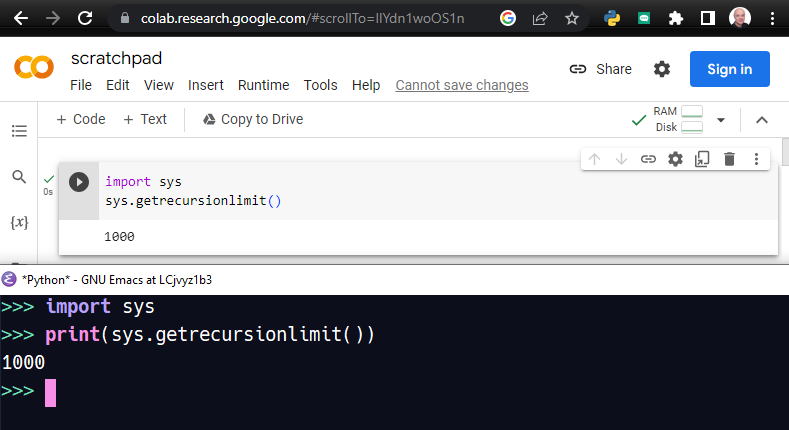 colab.research.google.com/#scrollTo=IlYdn1woOS1n
scratchpad
File Edit View Insert Runtime Tools Help Cannot save changes
Share
Sign in
+ Code + Text Copy to Drive
RAM
Disk
{x}
0s
import sys
sys.getrecursionlimit()
1000
*Python* - GNU Emacs at LCjvyz1b3
>>> import sys
>>> print(sys.getrecursionlimit())
1000
>>>